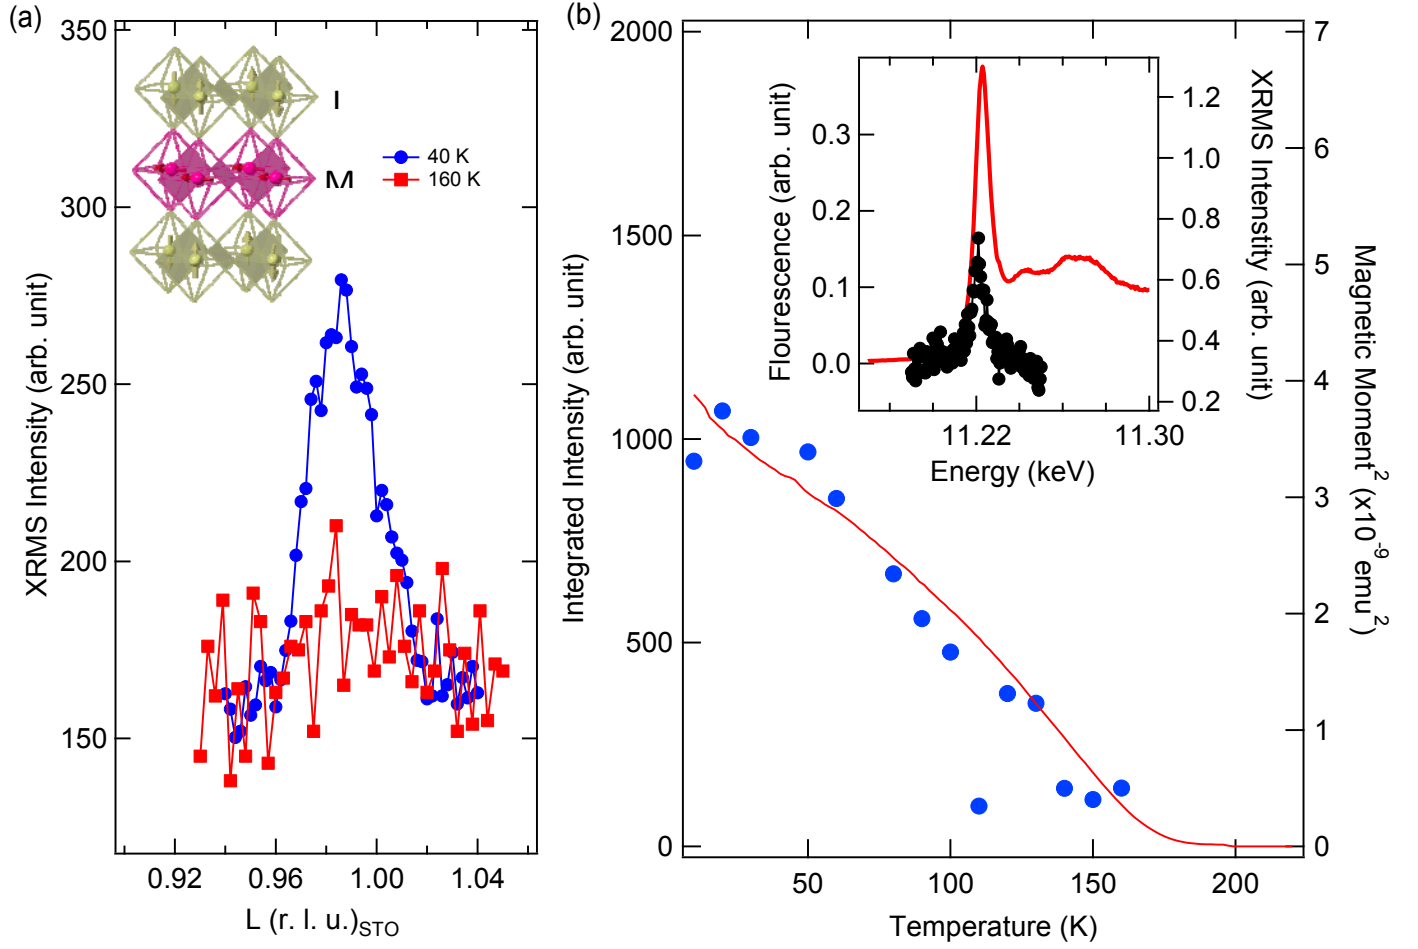 (a)
350
300
250
200
150
XRMS Intensity (arb. unit)
0.92
0.96
1.00
1.04
L (r. l. u.)STO
I
M
40 K
160 K
(b)
2000
1500
1000
500
0
Integrated Intensity (arb. unit)
50
100
150
200
Temperature (K)
7
6
5
4
3
2
1
0
Magnetic Moment² (x10⁻⁹ emu²)
0.3
0.2
0.1
0.0
Flourescence (arb. unit)
1.2
1.0
0.8
0.6
0.4
0.2
XRMS Intenstity (arb. unit)
11.22
11.30
Energy (keV)